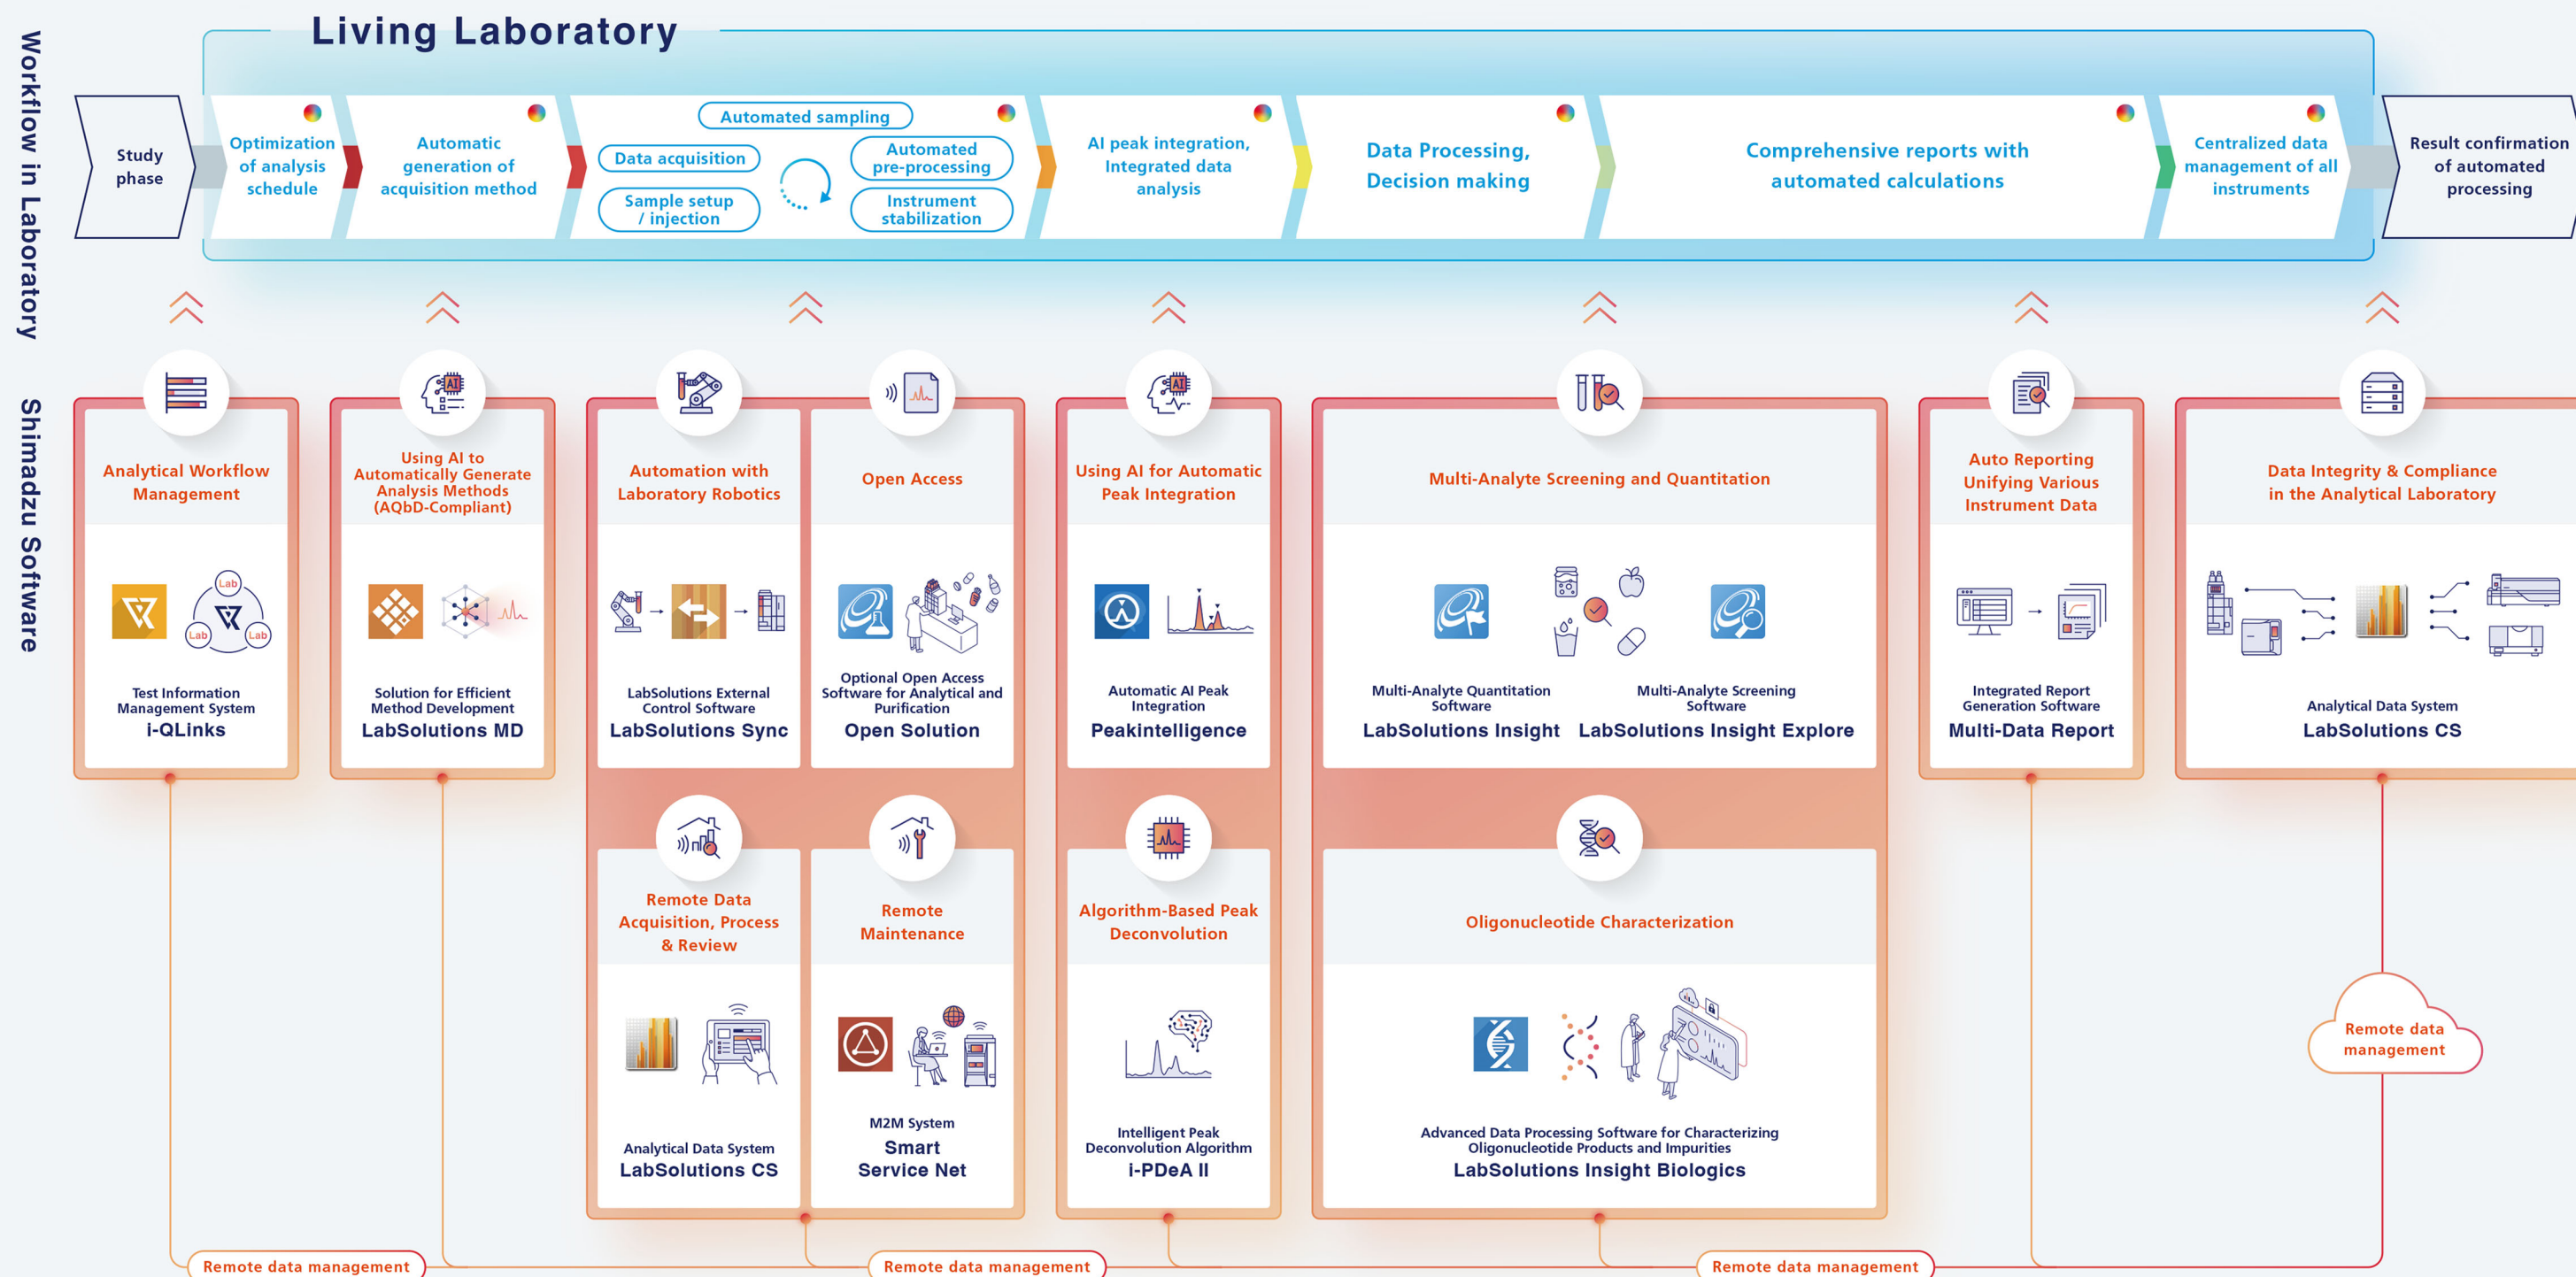 Living Laboratory
Workflow in Laboratory
Study
phase
Optimization
of analysis
schedule
Automatic
generation of
acquisition method
Automated sampling
Data acquisition
Automated
pre-processing
Sample setup
/ injection
Instrument
stabilization
AI peak integration,
Integrated data
analysis
Data Processing,
Decision making
Comprehensive reports with
automated calculations
Centralized data
management of all
instruments
Result confirmation
of automated
processing
Shimadzu Software
Analytical Workflow
Management
Lab
Lab
Lab
Test Information
Management System
i-QLinks
AI
Using AI to
Automatically Generate
Analysis Methods
(AQbD-Compliant)
Solution for Efficient
Method Development
LabSolutions MD
Automation with
Laboratory Robotics
LabSolutions External
Control Software
LabSolutions Sync
Open Access
Optional Open Access
Software for Analytical and
Purification
Open Solution
AI
Using AI for Automatic
Peak Integration
Automatic AI Peak
Integration
Peakintelligence
Multi-Analyte Screening and Quantitation
Multi-Analyte Quantitation
Software
LabSolutions Insight
Multi-Analyte Screening
Software
LabSolutions Insight Explore
Auto Reporting
Unifying Various
Instrument Data
Integrated Report
Generation Software
Multi-Data Report
Data Integrity & Compliance
in the Analytical Laboratory
Analytical Data System
LabSolutions CS
Remote Data
Acquisition, Process
& Review
Analytical Data System
LabSolutions CS
Remote
Maintenance
M2M System
Smart
Service Net
Algorithm-Based Peak
Deconvolution
Intelligent Peak
Deconvolution Algorithm
i-PDeA II
Oligonucleotide Characterization
Advanced Data Processing Software for Characterizing
Oligonucleotide Products and Impurities
LabSolutions Insight Biologics
Remote data
management
Remote data management
Remote data management
Remote data management